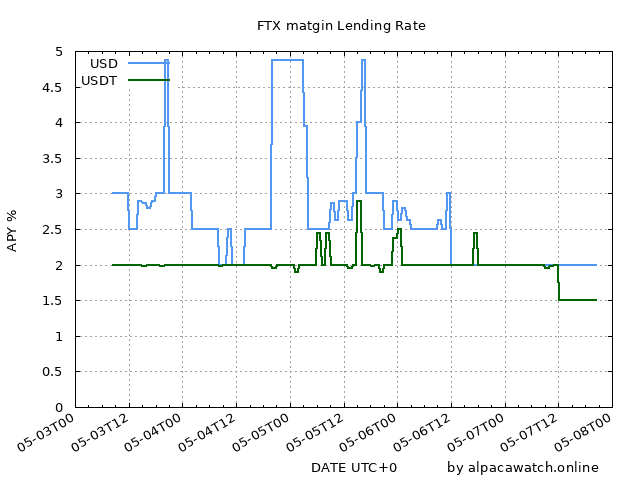 FTX matgin Lending Rate
5
4.5
4
3.5
3
2.5
2
1.5
1
0.5
0
USD
USDT
APY %
05-03T00
05-03T12
05-04T00
05-04T12
05-05T00
05-05T12
05-06T00
05-06T12
05-07T00
05-07T12
05-08T00
DATE UTC+0
by alpacawatch.online